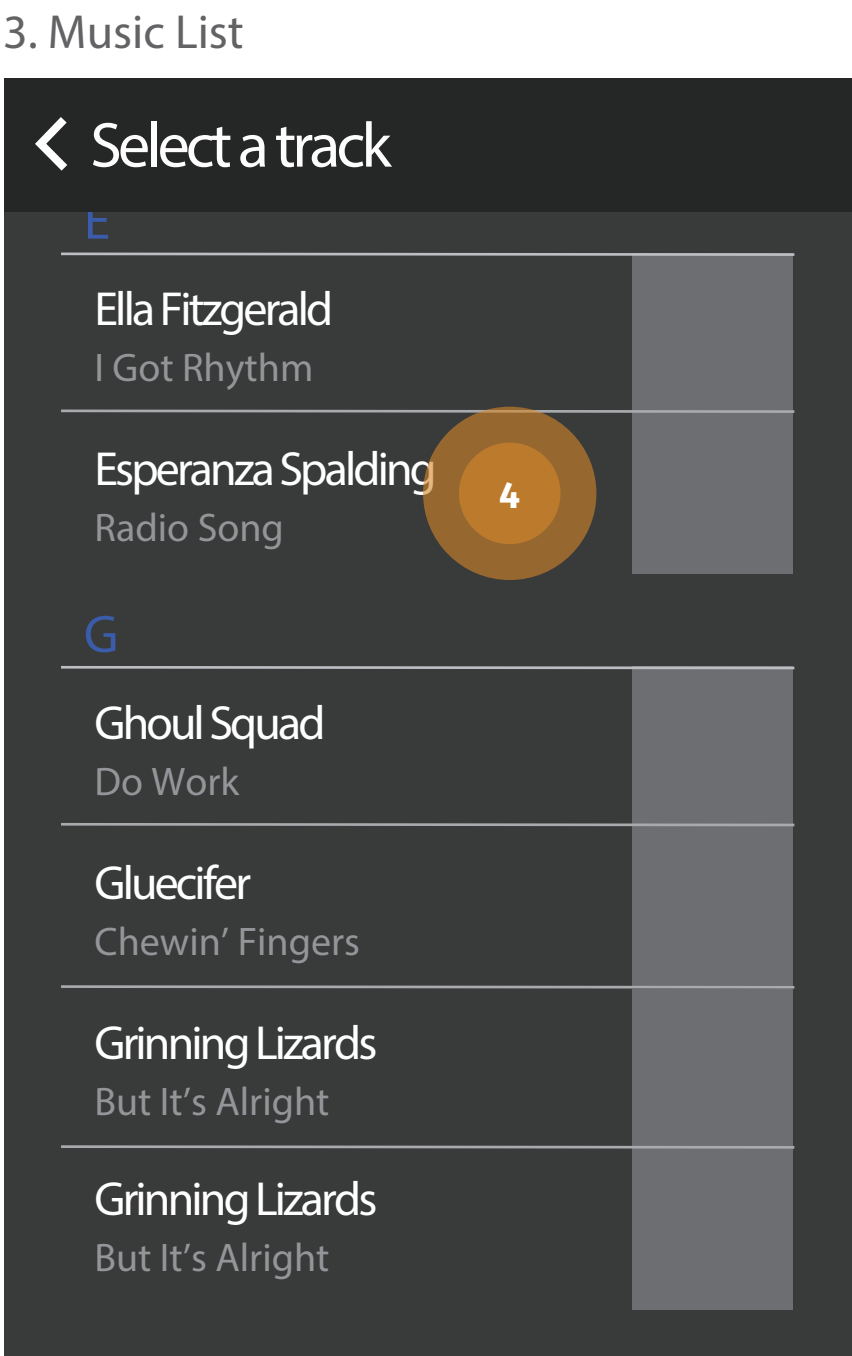 3. Music List
Select a track
E
Ella Fitzgerald
I Got Rhythm
Esperanza Spalding
4
Radio Song
G
Ghoul Squad
Do Work
Gluecifer
Chewin’ Fingers
Grinning Lizards
But It’s Alright
Grinning Lizards
But It’s Alright